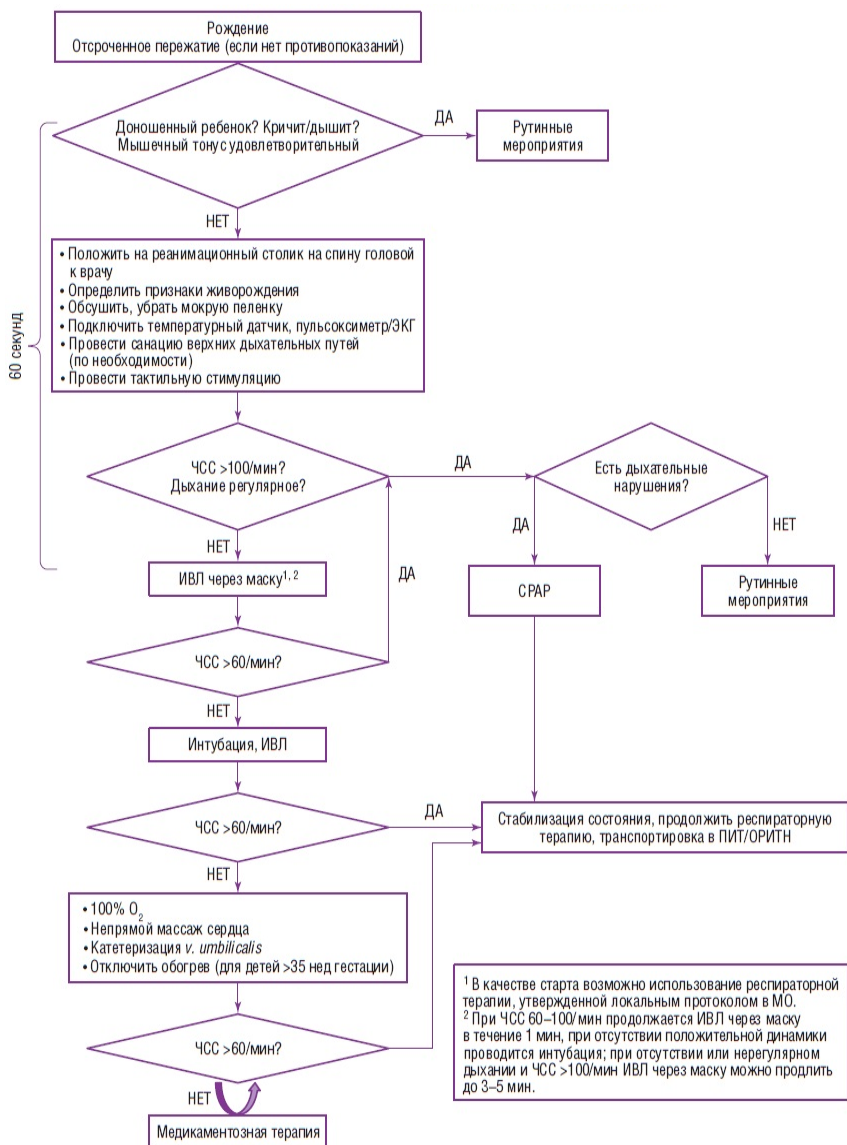 Рождение
Отсроченное пережатие (если нет противопоказаний)
Доношенный ребенок? Кричит/дышит?
Мышечный тонус удовлетворительный
ДА
Рутинные
мероприятия
НЕТ
60 секунд
• Положить на реанимационный столик на спину головой
к врачу
• Определить признаки живорождения
• Обсушить, убрать мокрую пеленку
• Подключить температурный датчик, пульсоксиметр/ЭКГ
• Провести санацию верхних дыхательных путей
(по необходимости)
• Провести тактильную стимуляцию
ЧСС >100/мин?
Дыхание регулярное?
ДА
Есть дыхательные
нарушения?
НЕТ
ДА
НЕТ
ИВЛ через маску1, 2
ДА
CPAP
Рутинные
мероприятия
ЧСС >60/мин?
НЕТ
Интубация, ИВЛ
ЧСС >60/мин?
ДА
Стабилизация состояния, продолжить респираторную
терапию, транспортировка в ПИТ/ОРИТН
НЕТ
• 100% O2
• Непрямой массаж сердца
• Катетеризация v. umbilicalis
• Отключить обогрев (для детей >35 нед гестации)
ЧСС >60/мин?
НЕТ
Медикаментозная терапия
1 В качестве старта возможно использование респираторной
терапии, утвержденной локальным протоколом в МО.
2 При ЧСС 60–100/мин продолжается ИВЛ через маску
в течение 1 мин, при отсутствии положительной динамики
проводится интубация; при отсутствии или нерегулярном
дыхании и ЧСС >100/мин ИВЛ через маску можно продлить
до 3–5 мин.